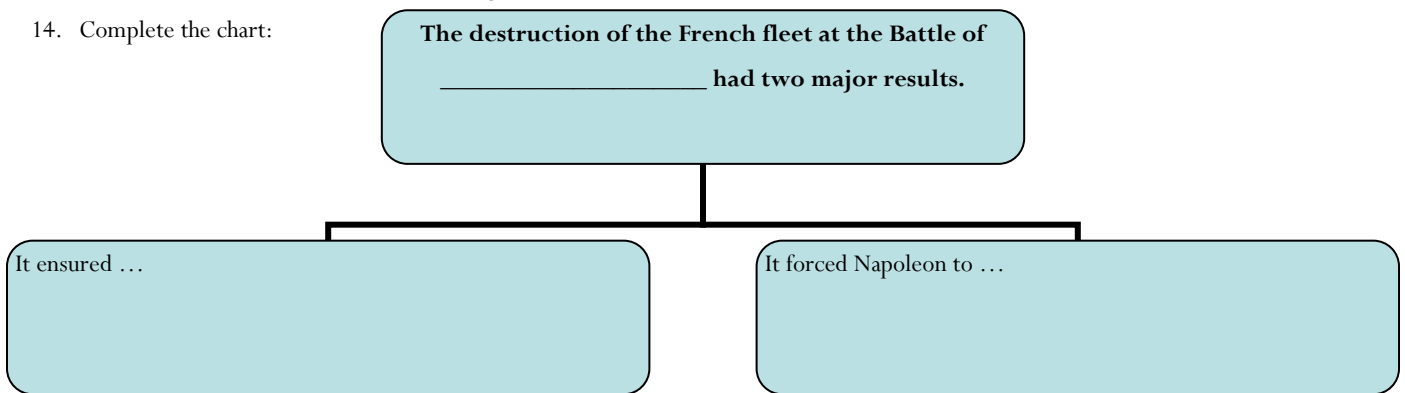 14. Complete the chart:
The destruction of the French fleet at the Battle of
____________________ had two major results.
It ensured …
It forced Napoleon to …